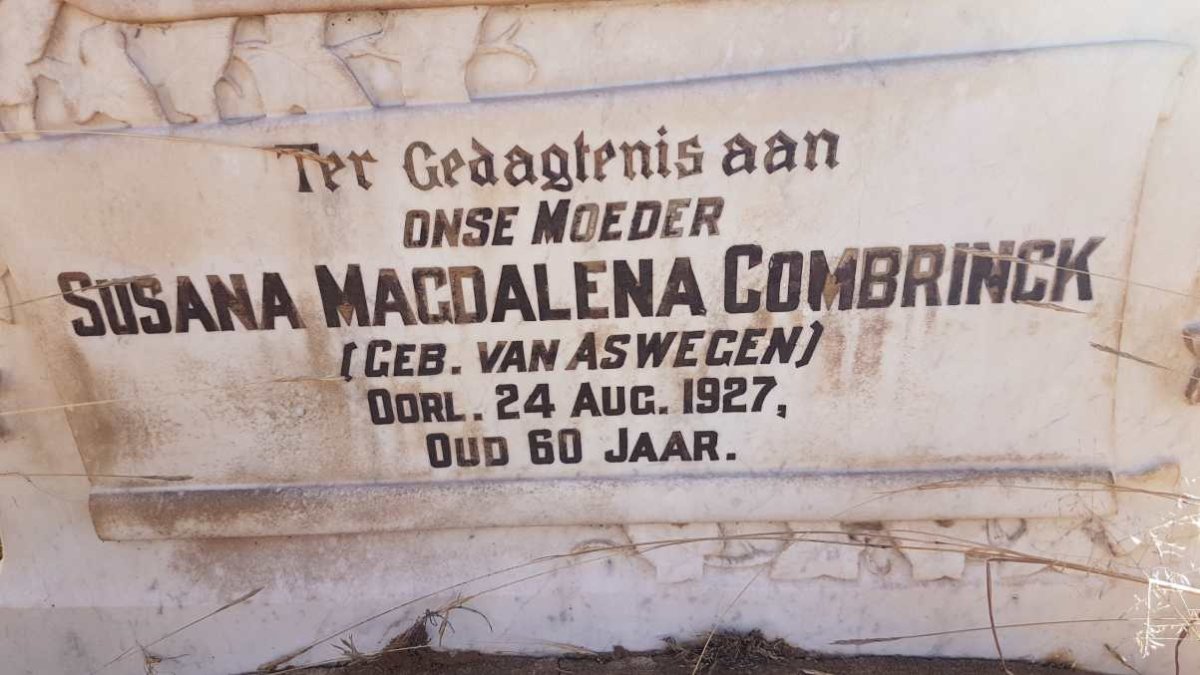 Ter Gedagtenis aan
ONSE MOEDER
SUSANA MAGDALENA COMBRINCK
(GEB. VAN ASWEGEN)
OORL. 24 AUG. 1927,
OUD 60 JAAR.